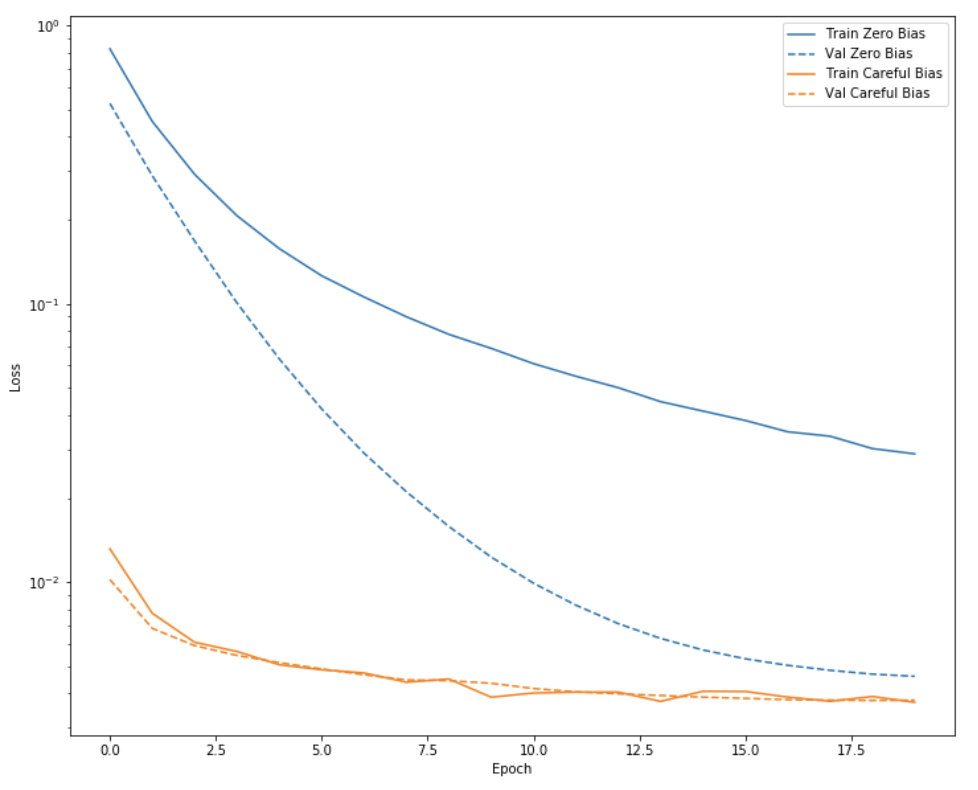 10⁰
10⁻¹
10⁻²
Loss
Train Zero Bias
Val Zero Bias
Train Careful Bias
Val Careful Bias
0.0 2.5 5.0 7.5 10.0 12.5 15.0 17.5
Epoch